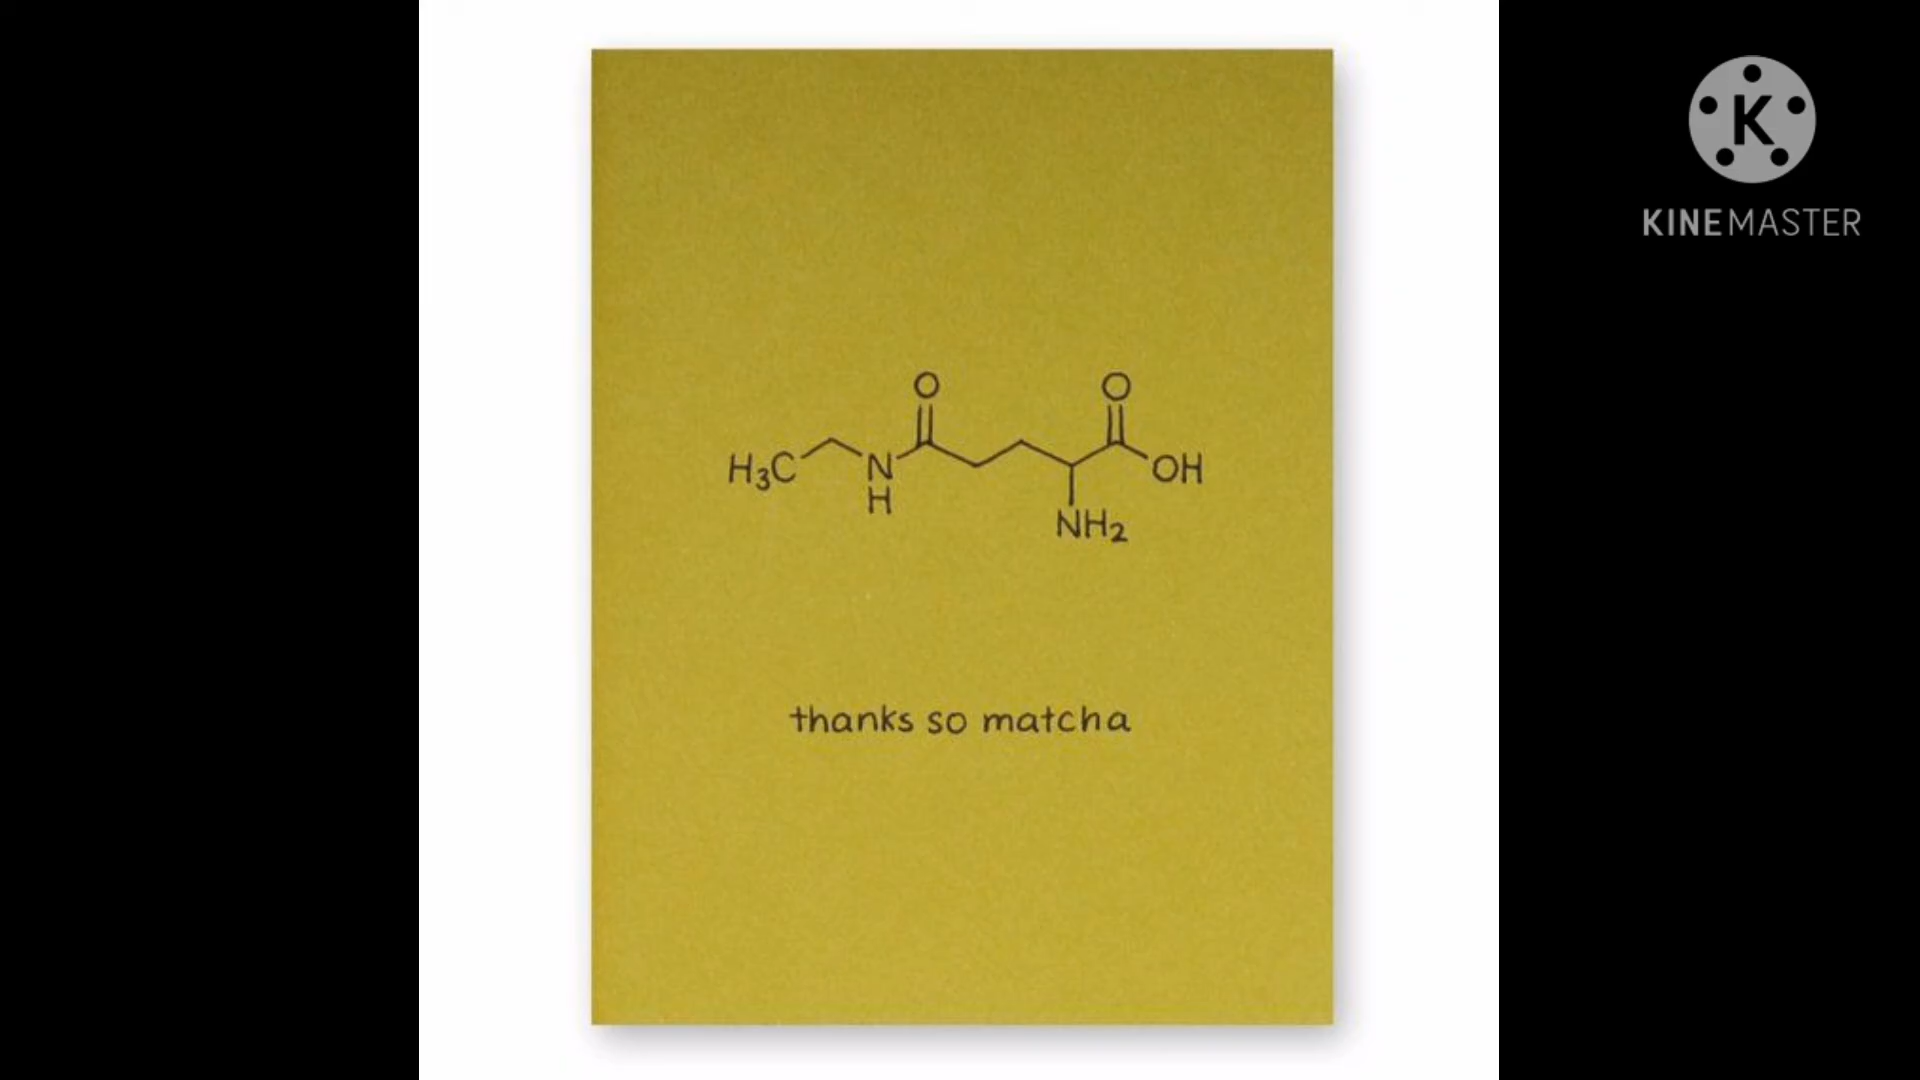 K
KINEMASTER
O O
H₃C N OH
H
NH₂
thanks so matcha